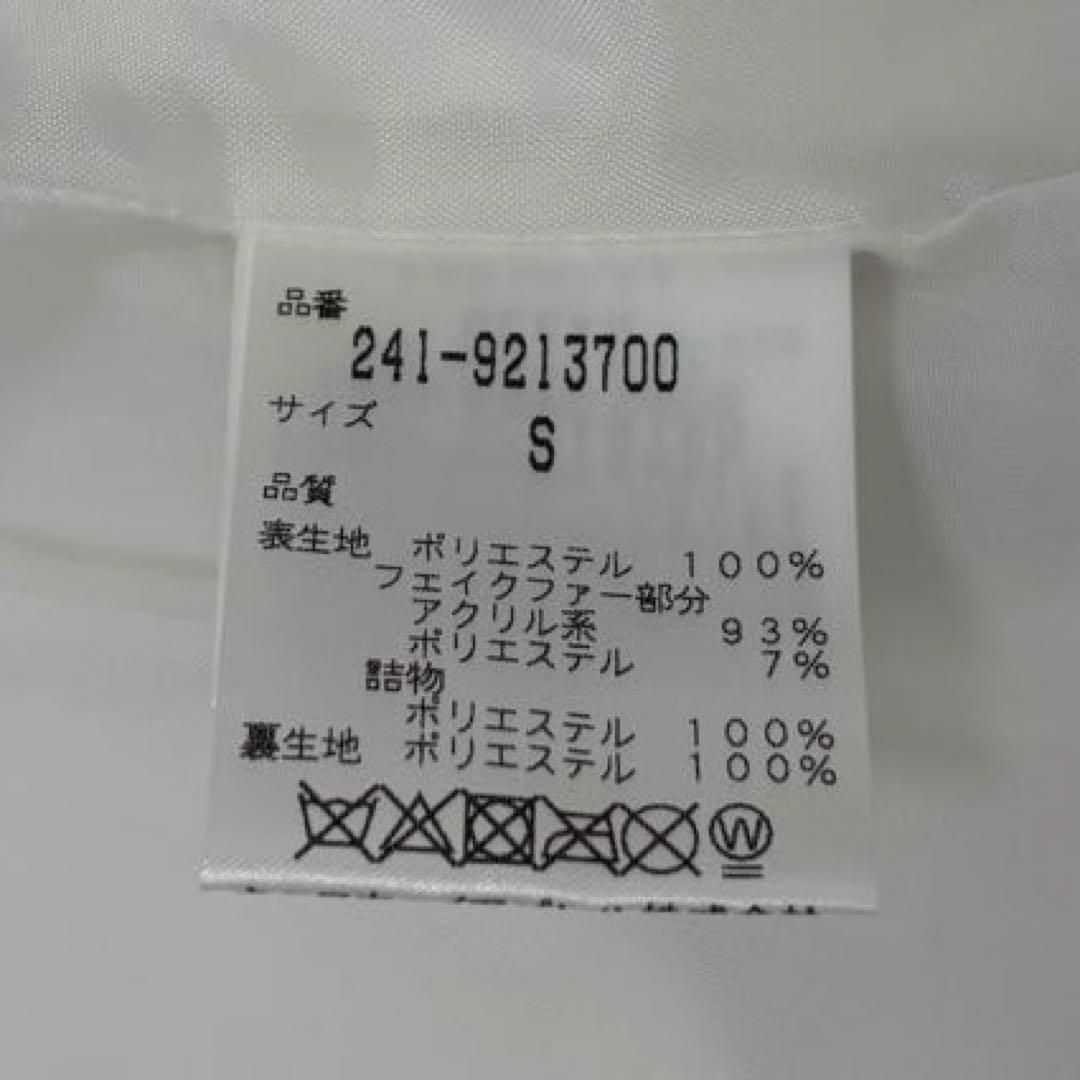 品番
241-9213700
サイズ
S
品質
表生地 ポリエステル 100%
フェイクファー部分
アクリル系 93%
ポリエステル 7%
詰物
ポリエステル 100%
裏生地 ポリエステル 100%
W